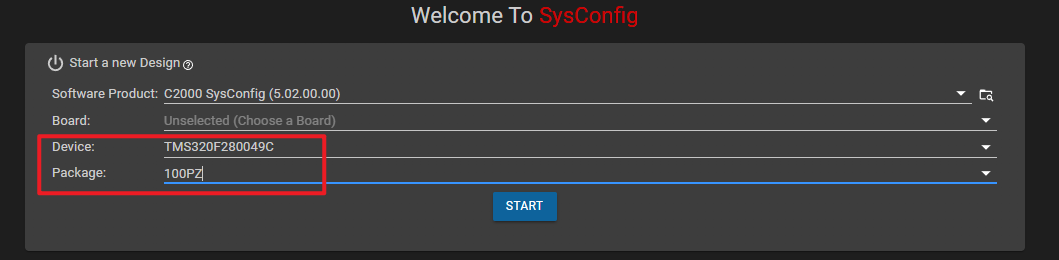 Welcome To SysConfig
Start a new Design
Software Product: C2000 SysConfig (5.02.00.00)
Board: Unselected (Choose a Board)
Device: TMS320F280049C
Package: 100PZ
START